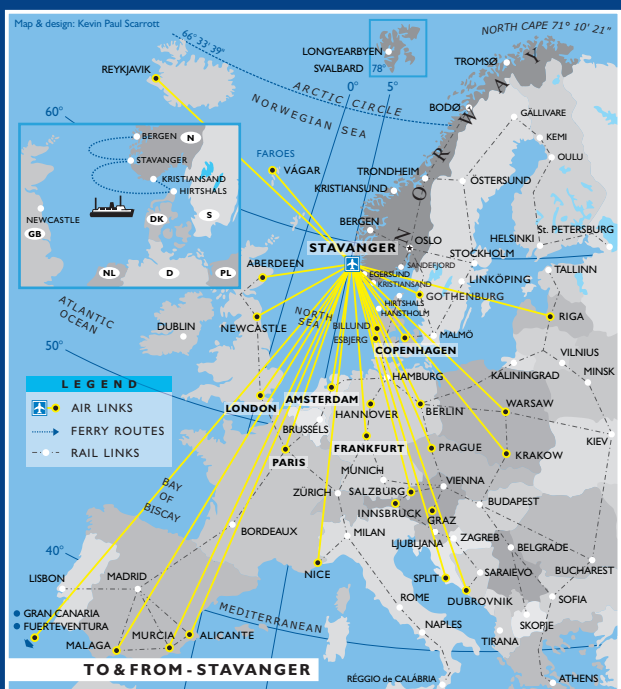 Map & design: Kevin Paul Scarrott
66° 33' 39"
NORTH CAPE 71° 10' 21"
LONGYEARBYEN
SVALBARD 78°
TROMSØ
REYKJAVIK
0° 5°
ARCTIC CIRCLE
NORWEGIAN SEA
BODØ
NORWAY
GÄLLIVARE
60°
KEMI
OULU
BERGEN
N
STAVANGER
KRISTIANSAND
HIRTSHALS
NEWCASTLE
GB
DK
S
NL
D
PL
FAROES
VÁGAR
TRONDHEIM
KRISTIANSUND
ÖSTERSUND
BERGEN
St. PETERSBURG
STAVANGER
OSLO
HELSINKI
STOCKHOLM
ABERDEEN
SANDEFJORD
TALLINN
EGERSUND
KRISTIANSAND
LINKÖPING
GOTHENBURG
ATLANTIC
OCEAN
HIRTSHALS
HANSTHOLM
NORTH
SEA
RIGA
DUBLIN
NEWCASTLE
BILLUND
ESBJERG
MALMÖ
COPENHAGEN
50°
VILNIUS
KALININGRAD
MINSK
HAMBURG
LEGEND
AIR LINKS
FERRY ROUTES
RAIL LINKS
LONDON
AMSTERDAM
HANNOVER
BERLIN
WARSAW
BRUSSELS
KIEV
FRANKFURT
PRAGUE
KRAKOW
PARIS
MUNICH
BAY
OF
BISCAY
ZÜRICH
SALZBURG
VIENNA
INNSBRUCK
BUDAPEST
GRAZ
BORDEAUX
MILAN
LJUBLJANA
ZAGREB
BELGRADE
40°
NICE
BUCHAREST
LISBON
MADRID
SPLIT
SARAIEVO
DUBROVNIK
ROME
SOFIA
GRAN CANARIA
FUERTEVENTURA
MEDITERRANEAN
MALAGA
MURCIA
ALICANTE
NAPLES
SKOPJE
TIRANA
TO & FROM - STAVANGER
RÉGGIO de CALÁBRIA
ATHENS